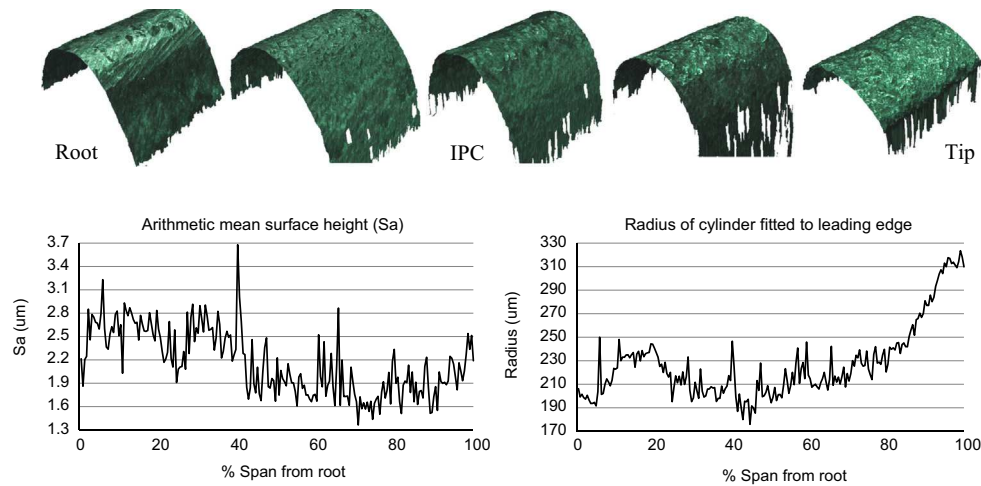 Root
IPC
Tip
Arithmetic mean surface height (Sa)
3.7
3.4
3.1
2.8
2.5
2.2
1.9
1.6
1.3
Sa (um)
0 20 40 60 80 100
% Span from root
Radius of cylinder fitted to leading edge
330
310
290
270
250
230
210
190
170
Radius (um)
0 20 40 60 80 100
% Span from root